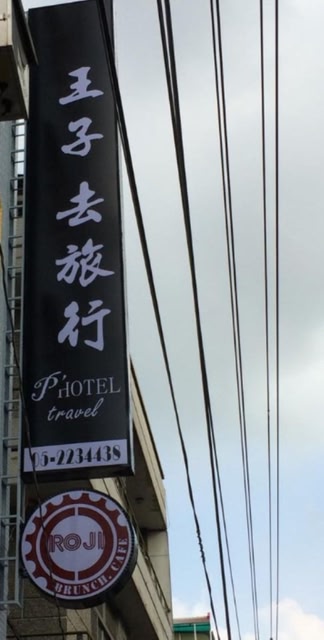 王子去旅行
P'HOTEL
travel
05-2234438
ROJI
BRUNCH. CAFE